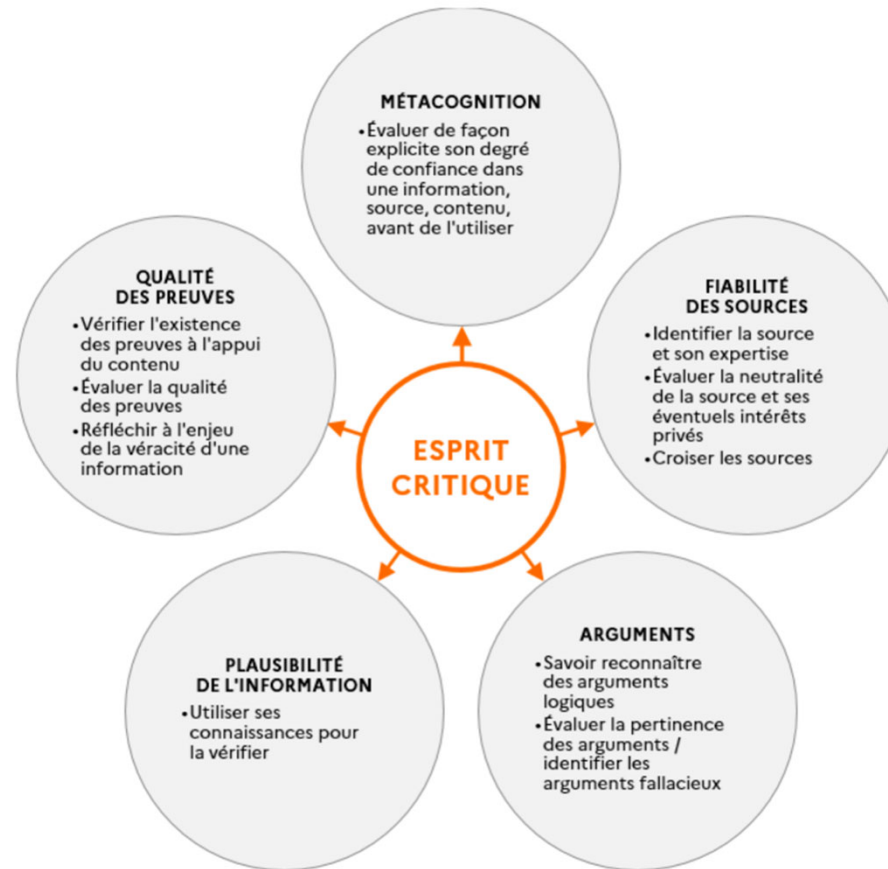 MÉTACOGNITION
•Évaluer de façon
explicite son degré
de confiance dans
une information,
source, contenu,
avant de l'utiliser
QUALITÉ
DES PREUVES
•Vérifier l'existence
des preuves à l'appui
du contenu
•Évaluer la qualité
des preuves
•Réfléchir à l'enjeu
de la véracité d'une
information
FIABILITÉ
DES SOURCES
•Identifier la source
et son expertise
•Évaluer la neutralité
de la source et ses
éventuels intérêts
privés
•Croiser les sources
ESPRIT
CRITIQUE
PLAUSIBILITÉ
DE L'INFORMATION
•Utiliser ses
connaissances pour
la vérifier
ARGUMENTS
•Savoir reconnaître
des arguments
logiques
•Évaluer la pertinence
des arguments /
identifier les
arguments fallacieux